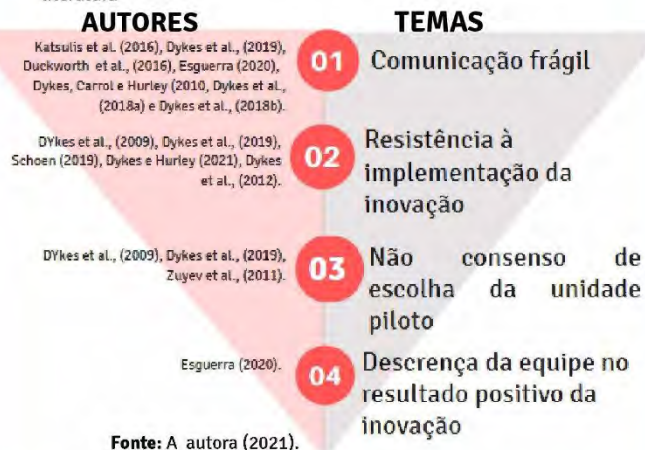 AUTORES
TEMAS
Katsulis et al. (2016), Dykes et al., (2019),
Duckworth et al., (2016), Esguerra (2020),
Dykes, Carrol e Hurley (2010, Dykes et al.,
(2018a) e Dykes et al., (2018b).
01
Comunicação frágil
DYkes et al., (2009), Dykes et al., (2019),
Schoen (2019), Dykes e Hurley (2021), Dykes
et al., (2012).
02
Resistência à
implementação da
inovação
DYkes et al., (2009), Dykes et al., (2019),
Zuyev et al., (2011).
03
Não consenso de
escolha da unidade
piloto
Esguerra (2020).
04
Descrença da equipe no
resultado positivo da
inovação
Fonte: A autora (2021).